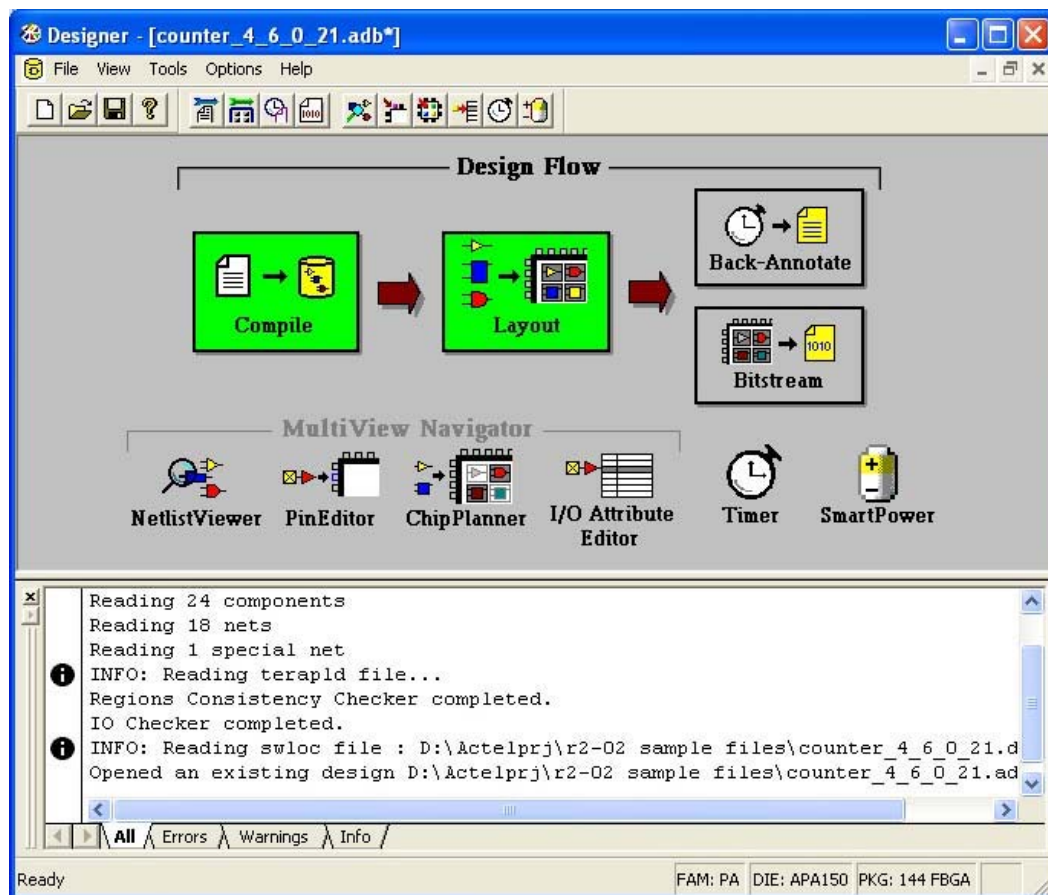 Designer - [counter_4_6_0_21.adb*]
File View Tools Options Help
1010
Design Flow
Compile
Layout
Back-Annotate
1010
Bitstream
MultiView Navigator
NetlistViewer
PinEditor
ChipPlanner
I/O Attribute
Editor
Timer
SmartPower
Reading 24 components
Reading 18 nets
Reading 1 special net
INFO: Reading terapld file...
Regions Consistency Checker completed.
IO Checker completed.
INFO: Reading swloc file : D:\Actelprj\r2-02 sample files\counter_4_6_0_21.d
Opened an existing design D:\Actelprj\r2-02 sample files\counter_4_6_0_21.ad
All Errors Warnings Info
Ready FAM: PA DIE: APA150 PKG: 144 FBGA